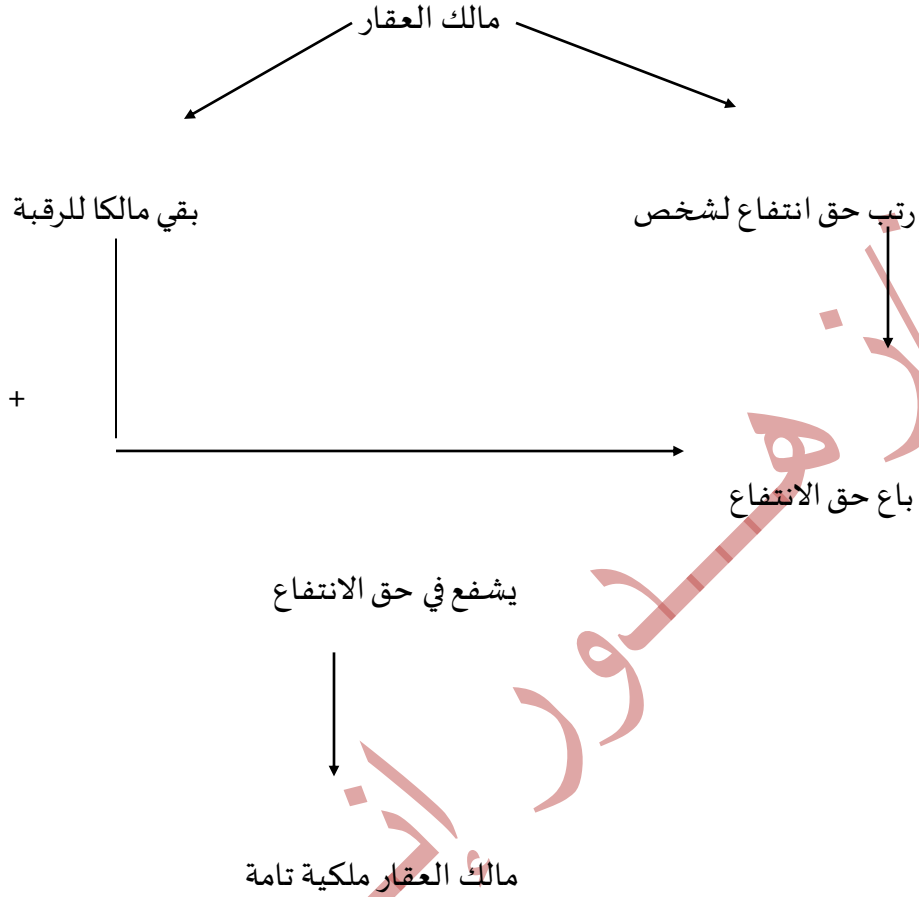 مالك العقار
رتب حق انتفاع لشخص
بقي مالكا للرقبة
+
باع حق الانتفاع
يشفع في حق الانتفاع
مالك العقار ملكية تامة